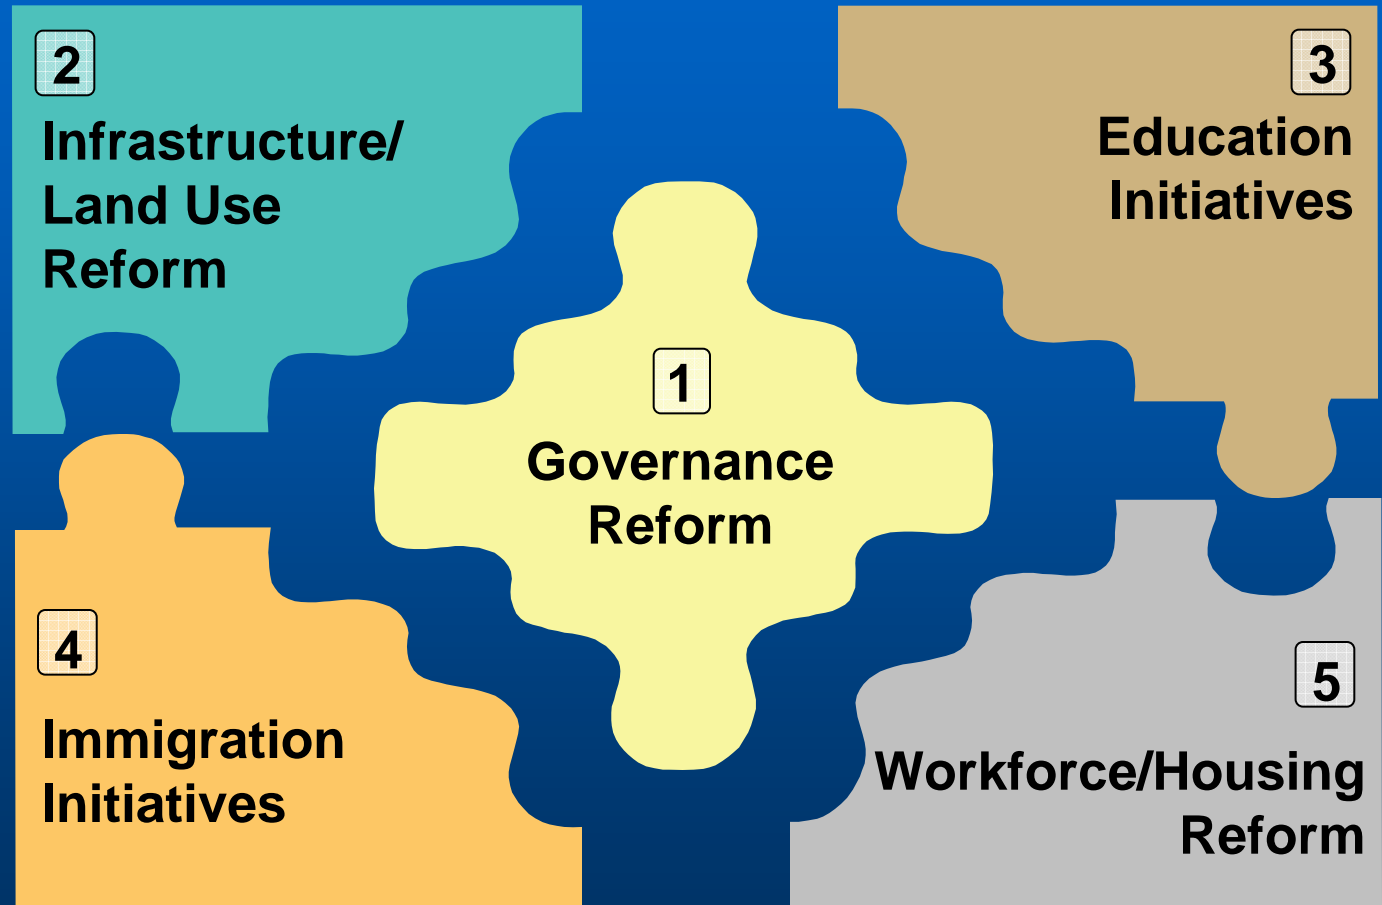 2
Infrastructure/
Land Use
Reform
3
Education
Initiatives
1
Governance
Reform
4
Immigration
Initiatives
5
Workforce/Housing
Reform